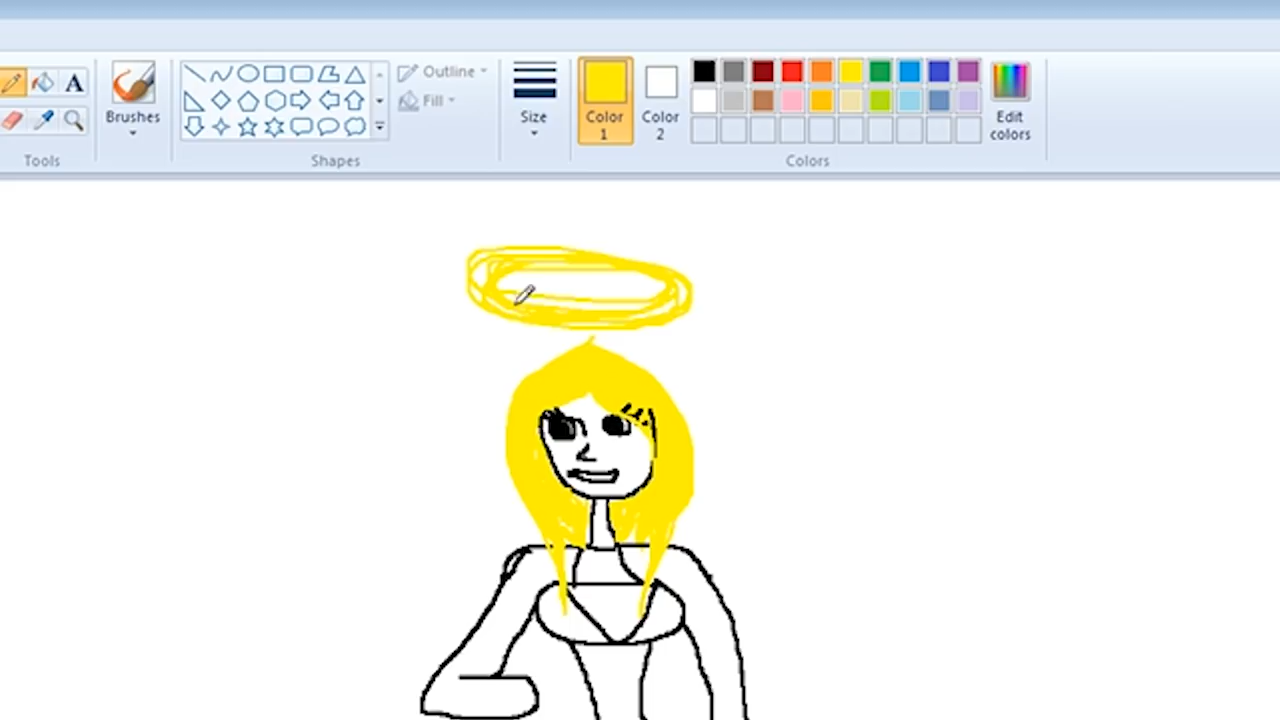 A
Outline
Fill
Brushes
Size
Color 1
Color 2
Edit colors
Tools
Shapes
Colors